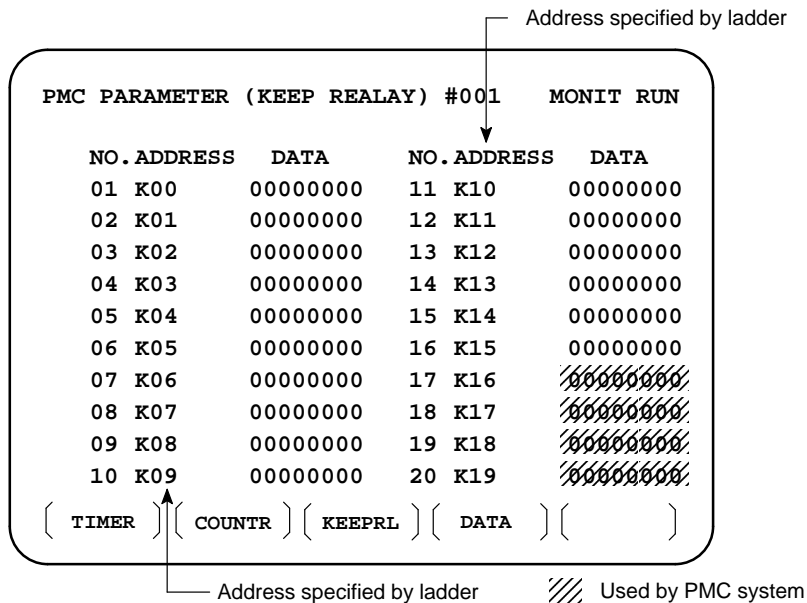 Address specified by ladder
PMC PARAMETER (KEEP REALAY) #001 MONIT RUN
NO. ADDRESS DATA NO. ADDRESS DATA
01 K00 00000000 11 K10 00000000
02 K01 00000000 12 K11 00000000
03 K02 00000000 13 K12 00000000
04 K03 00000000 14 K13 00000000
05 K04 00000000 15 K14 00000000
06 K05 00000000 16 K15 00000000
07 K06 00000000 17 K16 00000000
08 K07 00000000 18 K17 00000000
09 K08 00000000 19 K18 00000000
10 K09 00000000 20 K19 00000000
[ TIMER ] [ COUNTR ] [ KEEPRL ] [ DATA ] [ ]
Address specified by ladder Used by PMC system